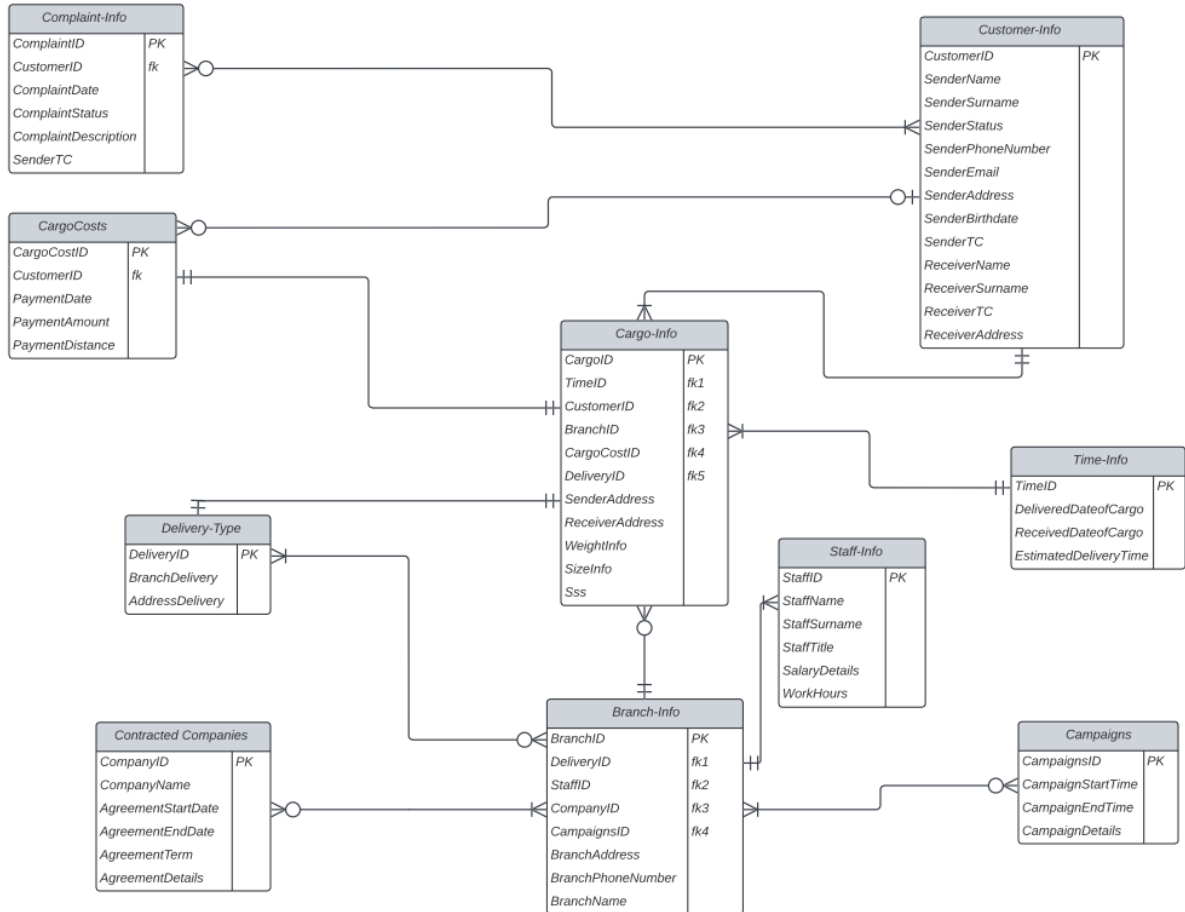 Complaint-Info
ComplaintID PK
CustomerID fk
ComplaintDate
ComplaintStatus
ComplaintDescription
SenderTC
Customer-Info
CustomerID PK
SenderName
SenderSurname
SenderStatus
SenderPhoneNumber
SenderEmail
SenderAddress
SenderBirthdate
SenderTC
ReceiverName
ReceiverSurname
ReceiverTC
ReceiverAddress
CargoCosts
CargoCostID PK
CustomerID fk
PaymentDate
PaymentAmount
PaymentDistance
Cargo-Info
CargoID PK
TimeID fk1
CustomerID fk2
BranchID fk3
CargoCostID fk4
DeliveryID fk5
SenderAddress
ReceiverAddress
WeightInfo
SizeInfo
Sss
Time-Info
TimeID PK
DeliveredDateofCargo
ReceivedDateofCargo
EstimatedDeliveryTime
Delivery-Type
DeliveryID PK
BranchDelivery
AddressDelivery
Staff-Info
StaffID PK
StaffName
StaffSurname
StaffTitle
SalaryDetails
WorkHours
Branch-Info
BranchID PK
DeliveryID fk1
StaffID fk2
CompanyID fk3
CampaignsID fk4
BranchAddress
BranchPhoneNumber
BranchName
Contracted Companies
CompanyID PK
CompanyName
AgreementStartDate
AgreementEndDate
AgreementTerm
AgreementDetails
Campaigns
CampaignsID PK
CampaignStartTime
CampaignEndTime
CampaignDetails